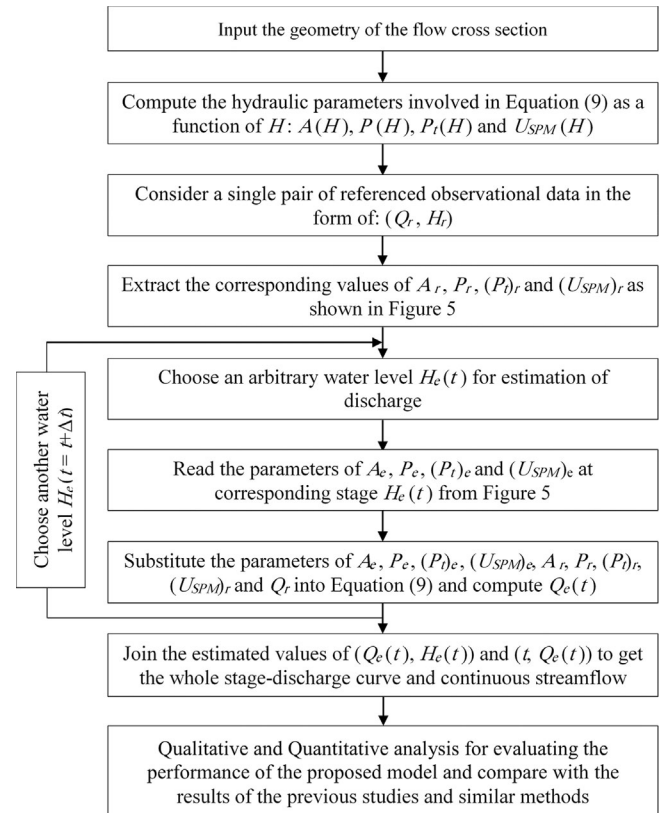 Input the geometry of the flow cross section
Compute the hydraulic parameters involved in Equation (9) as a
function of H: A(H), P(H), Pt(H) and USPM(H)
Consider a single pair of referenced observational data in the
form of: (Qr, Hr)
Extract the corresponding values of Ar, Pr, (Pt)r and (USPM)r as
shown in Figure 5
Choose an arbitrary water level He(t) for estimation of
discharge
Choose another water
level He(t = t+Δt)
Read the parameters of Ae, Pe, (Pt)e and (USPM)e at
corresponding stage He(t) from Figure 5
Substitute the parameters of Ae, Pe, (Pt)e, (USPM)e, Ar, Pr, (Pt)r,
(USPM)r and Qr into Equation (9) and compute Qe(t)
Join the estimated values of (Qe(t), He(t)) and (t, Qe(t)) to get
the whole stage-discharge curve and continuous streamflow
Qualitative and Quantitative analysis for evaluating the
performance of the proposed model and compare with the
results of the previous studies and similar methods